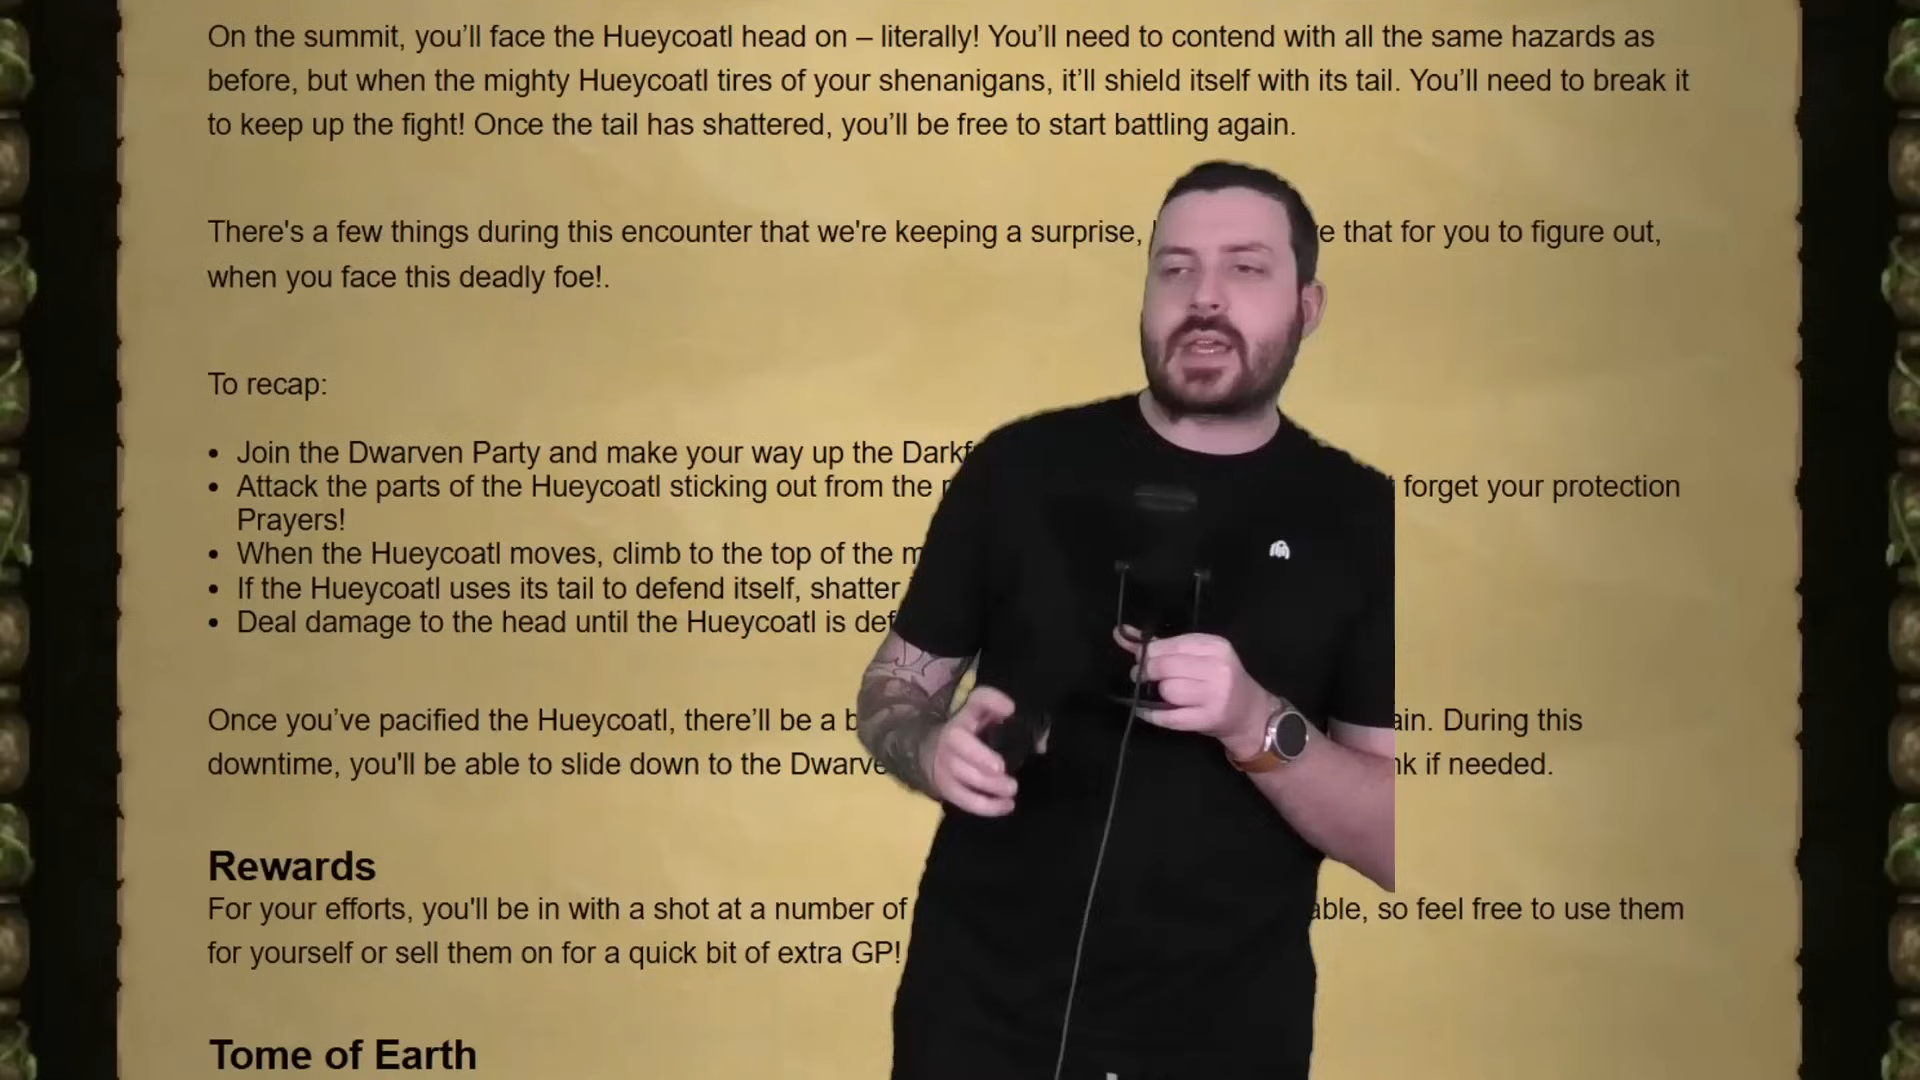 On the summit, you’ll face the Hueycoatl head on – literally! You’ll need to contend with all the same hazards as
before, but when the mighty Hueycoatl tires of your shenanigans, it’ll shield itself with its tail. You’ll need to break it
to keep up the fight! Once the tail has shattered, you’ll be free to start battling again.
There's a few things during this encounter that we're keeping a surprise, that for you to figure out,
when you face this deadly foe!.
To recap:
• Join the Dwarven Party and make your way up the
• Attack the parts of the Hueycoatl sticking out from the forget your protection
Prayers!
• When the Hueycoatl moves, climb to the top of the
• If the Hueycoatl uses its tail to defend itself, shatter
• Deal damage to the head until the Hueycoatl is
Once you’ve pacified the Hueycoatl, there’ll be a During this
downtime, you'll be able to slide down to the if needed.
Rewards
For your efforts, you'll be in with a shot at a number of so feel free to use them
for yourself or sell them on for a quick bit of extra GP!
Tome of Earth